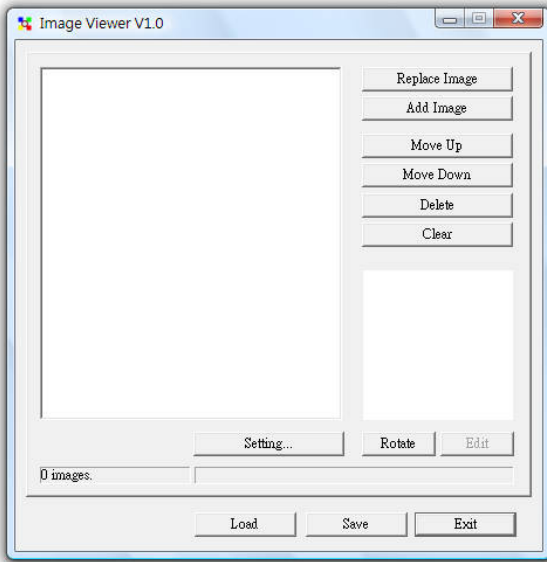 Image Viewer V1.0
Replace Image
Add Image
Move Up
Move Down
Delete
Clear
Setting...
Rotate
Edit
0 images.
Load
Save
Exit